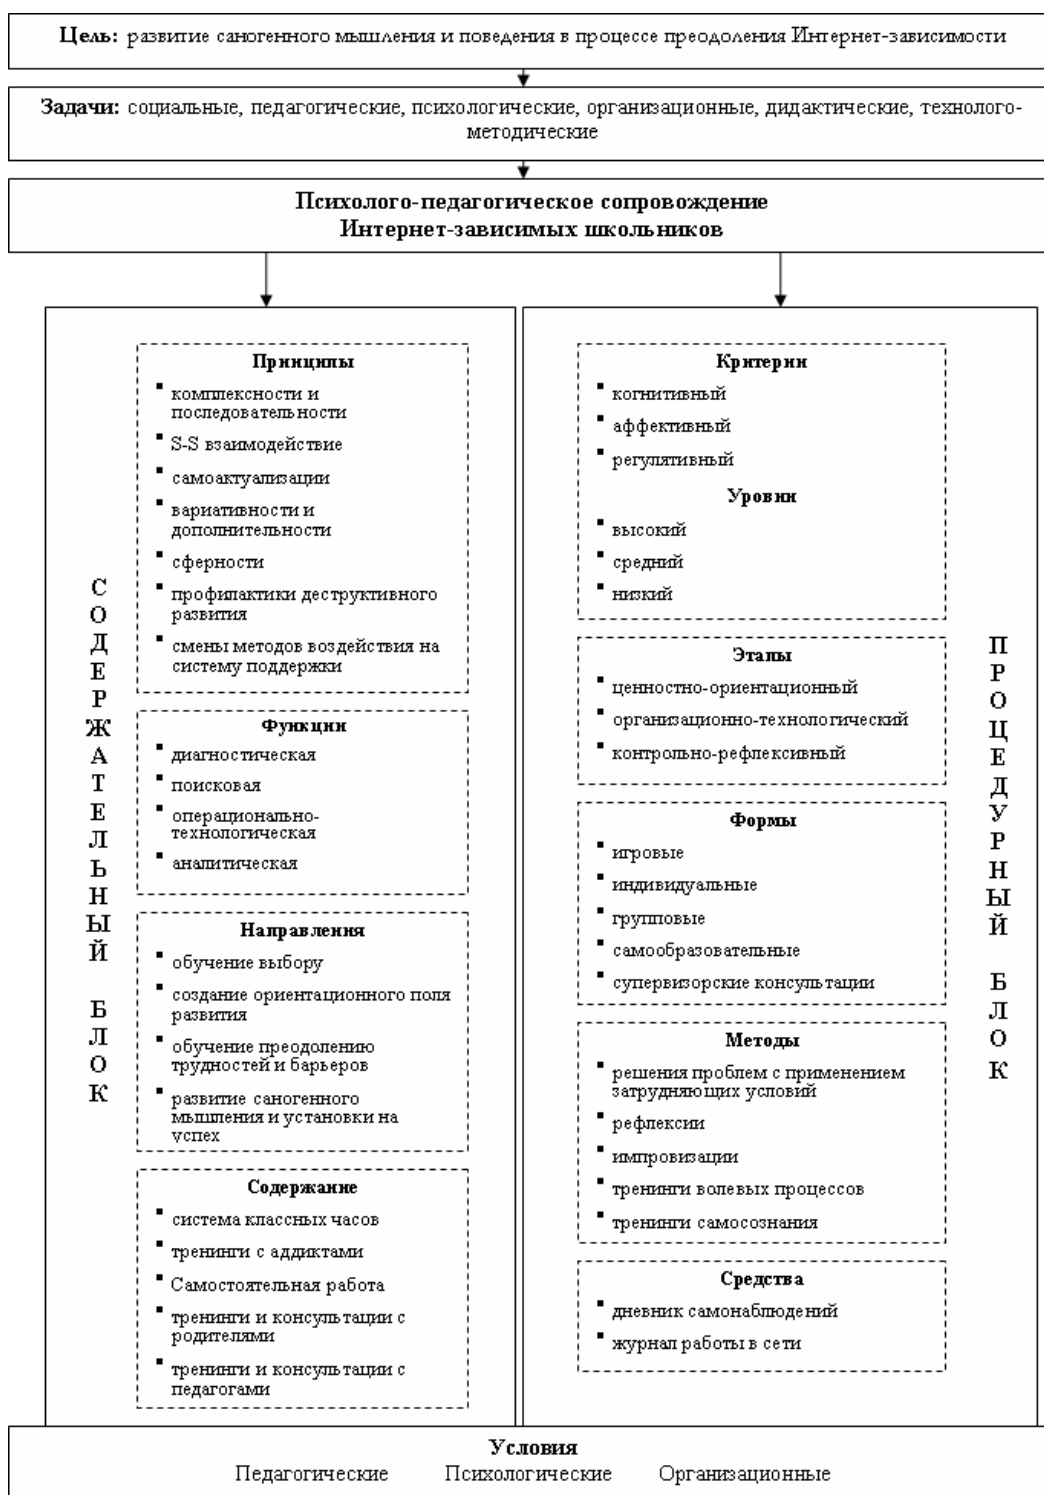 Цель: развитие саногенного мышления и поведения в процессе преодоления Интернет-зависимости
Задачи: социальные, педагогические, психологические, организационные, дидактические, технолого-
методические
Психолого-педагогическое сопровождение
Интернет-зависимых школьников
СОДЕРЖАТЕЛЬНЫЙ БЛОК
Принципы
▪ комплексности и
последовательности
▪ S-S взаимодействие
▪ самоактуализации
▪ вариативности и
дополнительности
▪ сферности
▪ профилактики деструктивного
развития
▪ смены методов воздействия на
систему поддержки
Функции
▪ диагностическая
▪ поисковая
▪ операционально-
технологическая
▪ аналитическая
Направления
▪ обучение выбору
▪ создание ориентационного поля
развития
▪ обучение преодолению
трудностей и барьеров
▪ развитие саногенного
мышления и установки на
успех
Содержание
▪ система классных часов
▪ тренинги с аддиктами
▪ Самостоятельная работа
▪ тренинги и консультации с
родителями
▪ тренинги и консультации с
педагогами
Критерии
▪ когнитивный
▪ аффективный
▪ регулятивный
Уровни
▪ высокий
▪ средний
▪ низкий
Этапы
▪ ценностно-ориентационный
▪ организационно-технологический
▪ контрольно-рефлексивный
Формы
▪ игровые
▪ индивидуальные
▪ групповые
▪ самообразовательные
▪ супервизорские консультации
Методы
▪ решения проблем с применением
затрудняющих условий
▪ рефлексии
▪ импровизации
▪ тренинги волевых процессов
▪ тренинги самосознания
Средства
▪ дневник самонаблюдений
▪ журнал работы в сети
ПРОЦЕДУРНЫЙ БЛОК
Условия
Педагогические Психологические Организационные